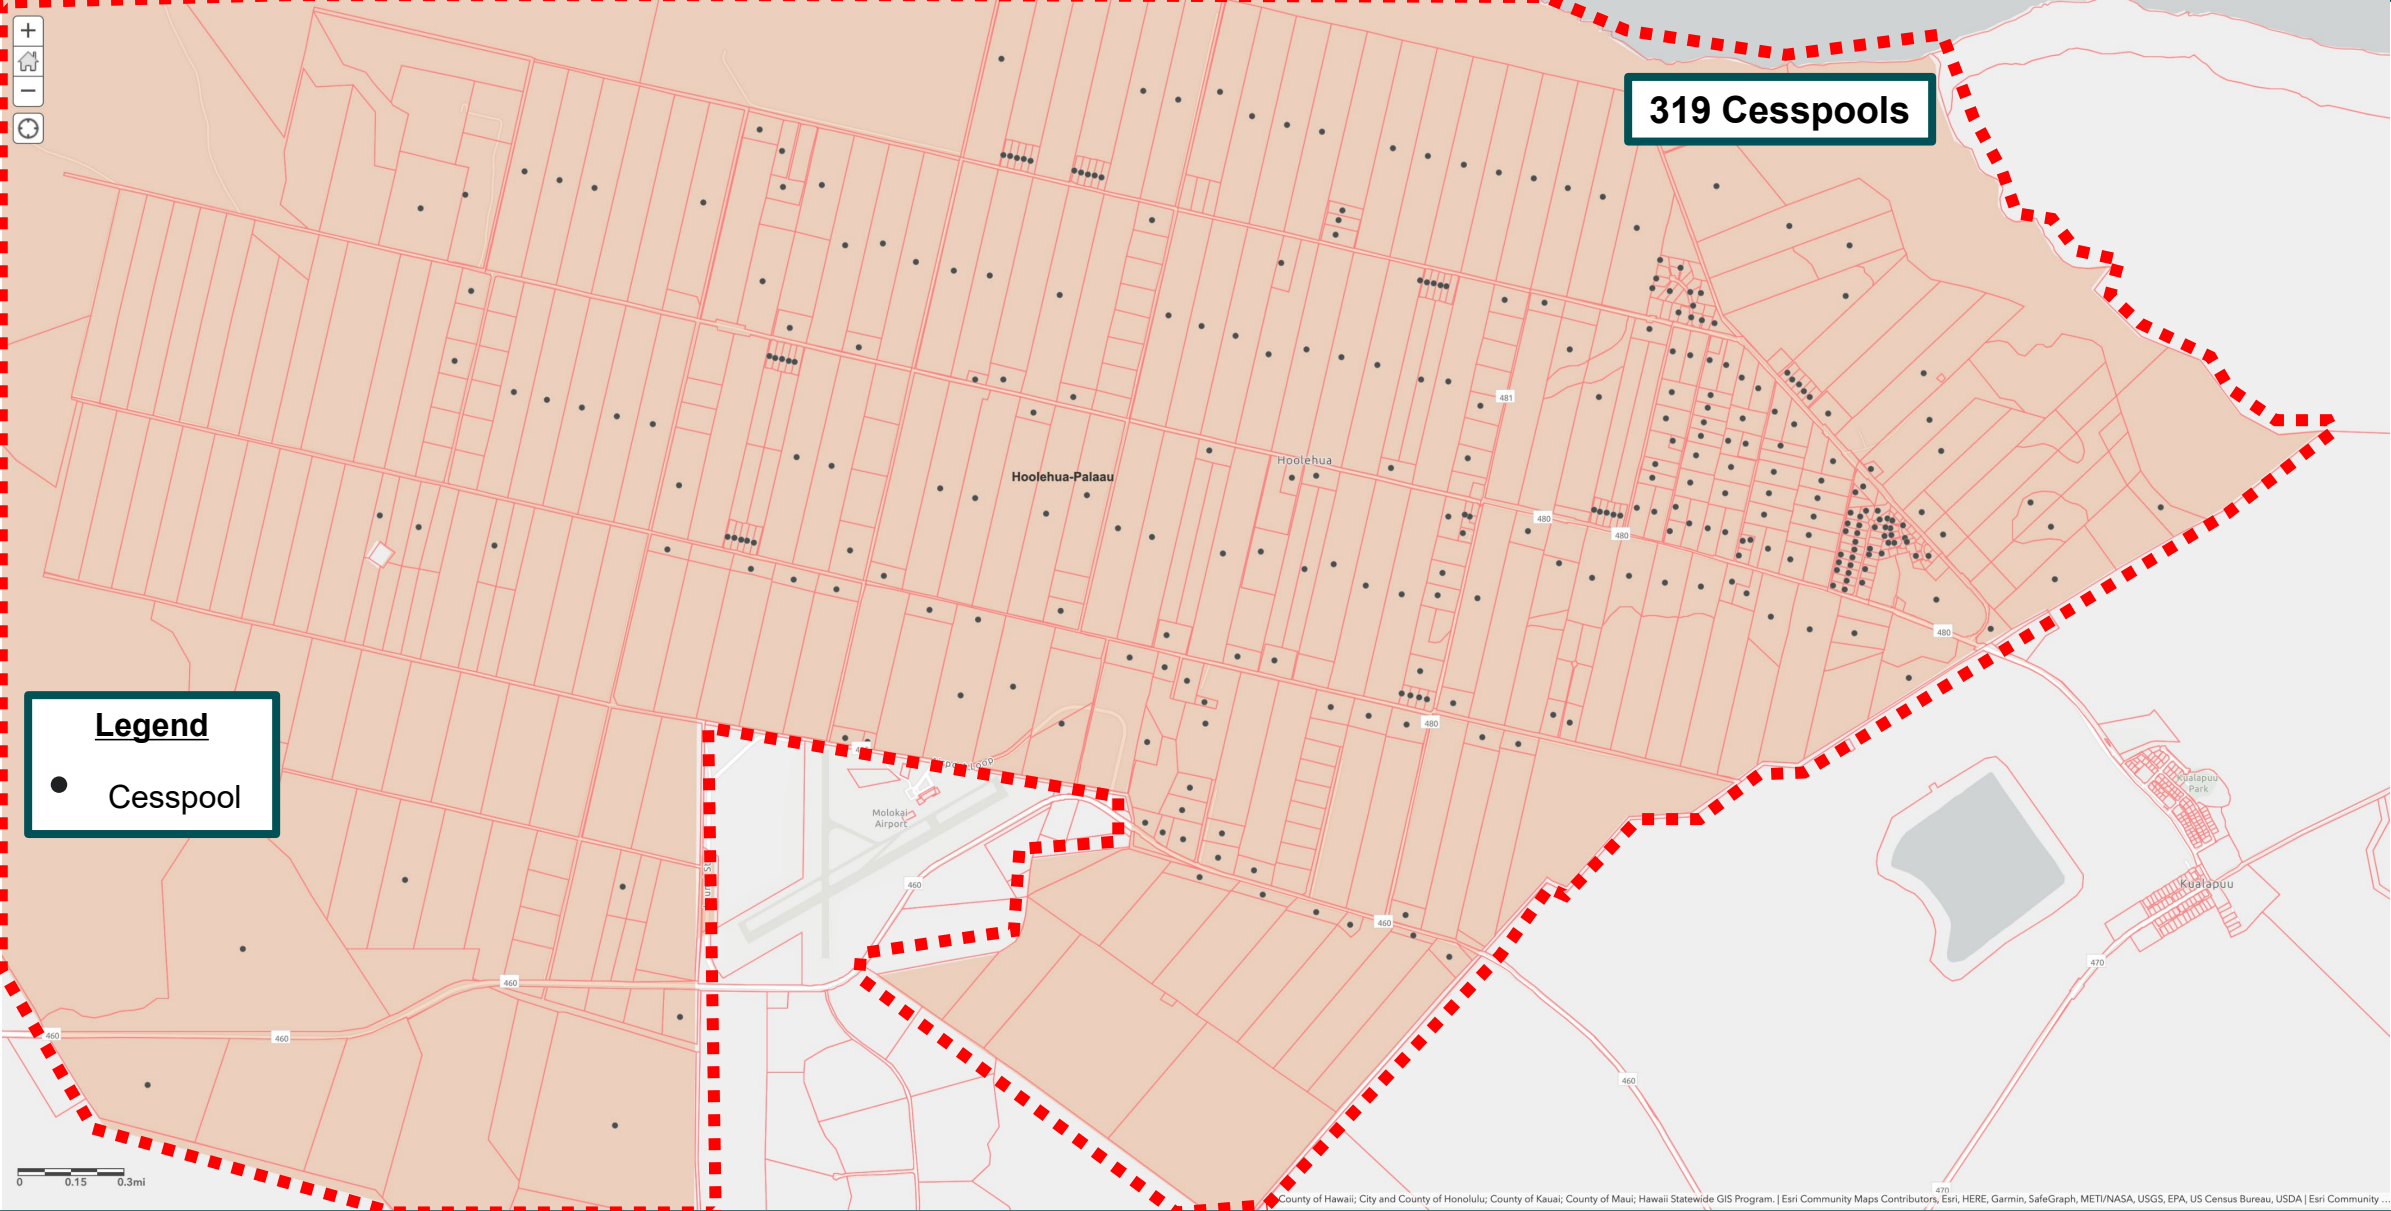 +
−
319 Cesspools
481
Hoolehua
Hoolehua-Palaau
480
480
480
480
Legend
Cesspool
Molokai
Airport
Kualapuu
Park
460
Kualapuu
460
470
460
460
460
460
0 0.15 0.3mi
470
County of Hawaii; City and County of Honolulu; County of Kauai; County of Maui; Hawaii Statewide GIS Program. | Esri Community Maps Contributors, Esri, HERE, Garmin, SafeGraph, METI/NASA, USGS, EPA, US Census Bureau, USDA | Esri Community ...